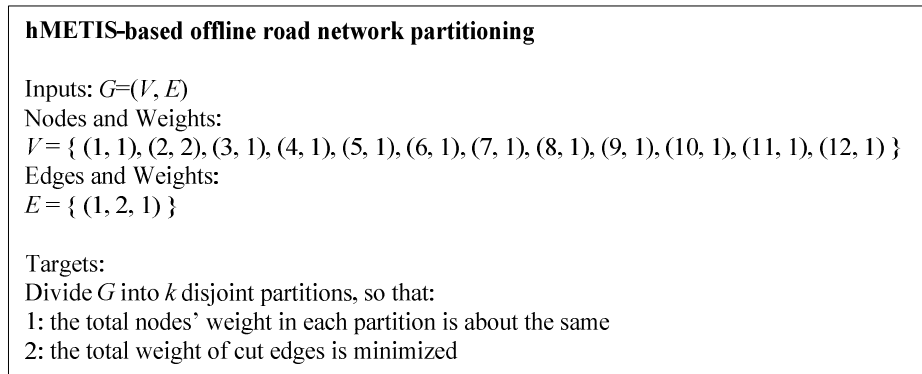 hMETIS-based offline road network partitioning
Inputs: G=(V, E)
Nodes and Weights:
V = { (1, 1), (2, 2), (3, 1), (4, 1), (5, 1), (6, 1), (7, 1), (8, 1), (9, 1), (10, 1), (11, 1), (12, 1) }
Edges and Weights:
E = { (1, 2, 1) }
Targets:
Divide G into k disjoint partitions, so that:
1: the total nodes’ weight in each partition is about the same
2: the total weight of cut edges is minimized